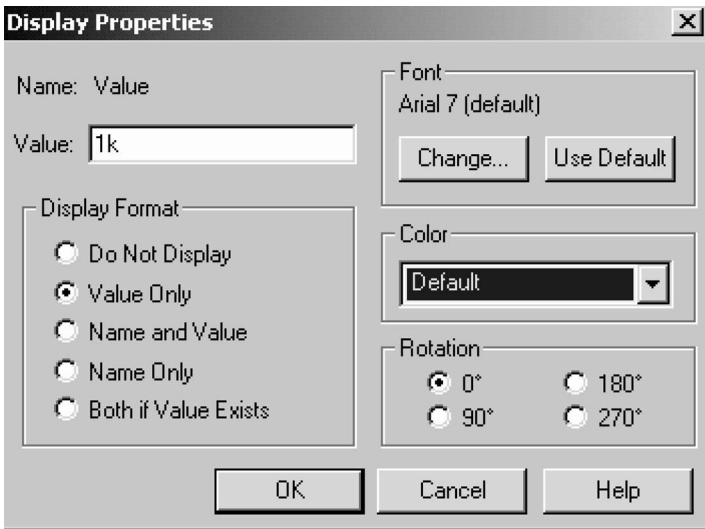 Display Properties
Name: Value
Value: 1k
Display Format
Do Not Display
Value Only
Name and Value
Name Only
Both if Value Exists
Font
Arial 7 (default)
Change... Use Default
Color
Default
Rotation
0° 180°
90° 270°
OK Cancel Help